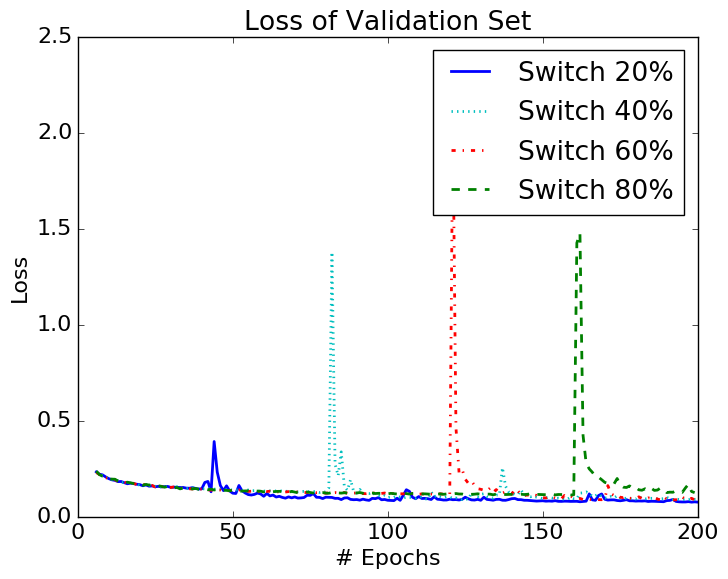 Loss of Validation Set
2.5
2.0
1.5
1.0
0.5
0.0
Loss
Switch 20%
Switch 40%
Switch 60%
Switch 80%
0
50
100
150
200
# Epochs